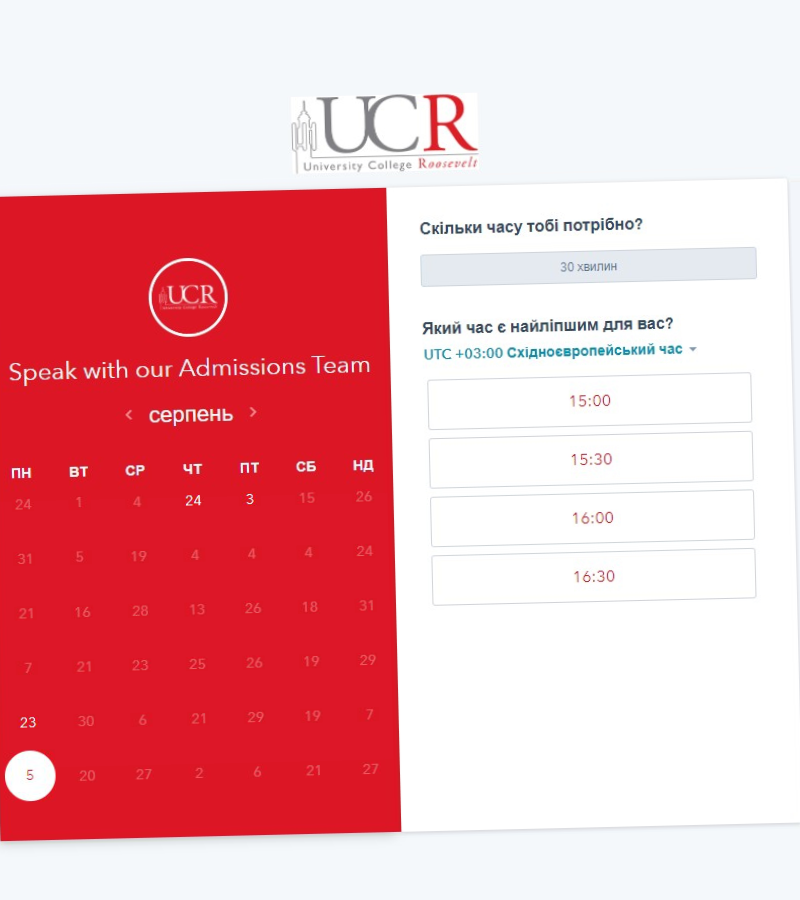 UCR
University College Roosevelt
UCR
Speak with our Admissions Team
серпень
ПН ВТ СР ЧТ ПТ СБ НД
24 1 4 24 3 15 26
31 5 19 4 4 4 24
21 16 28 13 26 18 31
7 21 23 25 26 19 29
23 30 6 21 29 19 7
5 20 27 2 6 21 27
Скільки часу тобі потрібно?
30 хвилин
Який час є найліпшим для вас?
UTC +03:00 Східноєвропейський час
15:00
15:30
16:00
16:30